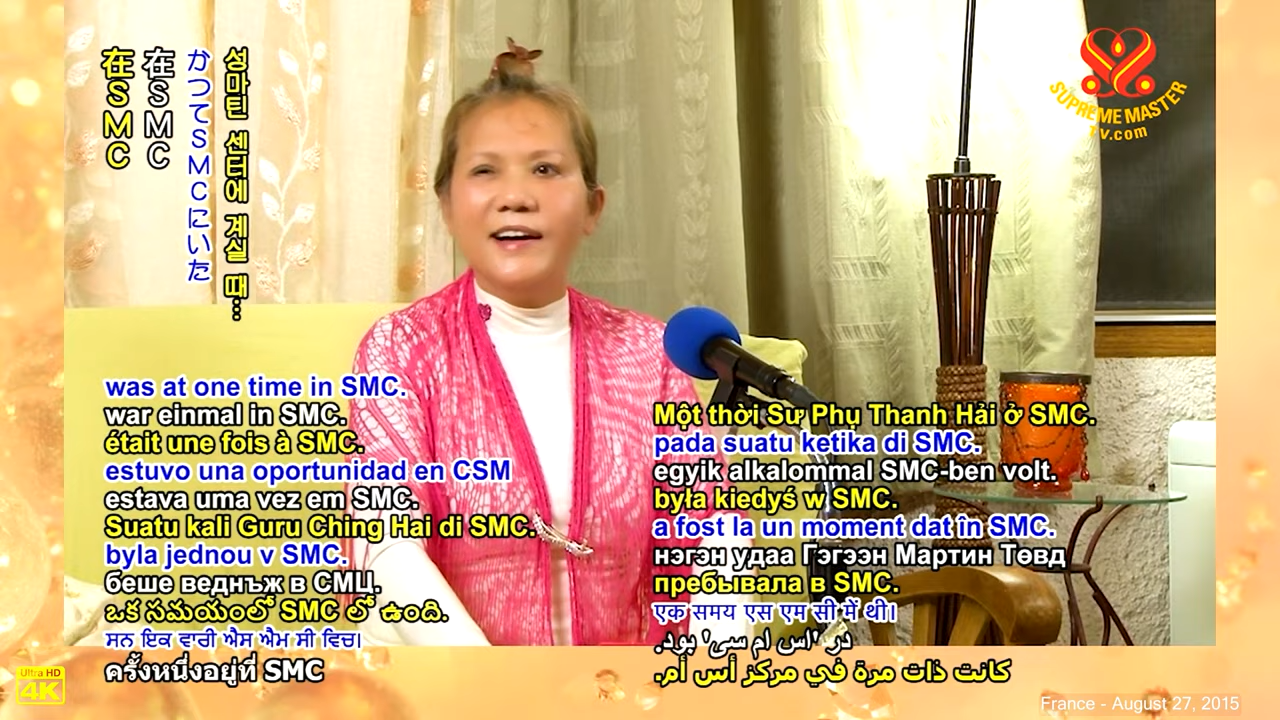 在SMC
在SMC
かつてSMCにいた
성마틴 센터에 계실 때...
SUPREME MASTER
TV.com
was at one time in SMC.
war einmal in SMC.
était une fois à SMC.
estuvo una oportunidad en CSM
estava uma vez em SMC.
Suatu kali Guru Ching Hai di SMC.
byla jednou v SMC.
беше веднъж в СМЦ.
ఒక సమయంలో SMC లో ఉంది.
ਸਨ ਇਕ ਵਾਰੀ ਐਸ ਐਮ ਸੀ ਵਿਚ।
ครั้งหนึ่งอยู่ที่ SMC
Một thời Sư Phụ Thanh Hải ở SMC.
pada suatu ketika di SMC.
egyik alkalommal SMC-ben volt.
była kiedyś w SMC.
a fost la un moment dat în SMC.
нэгэн удаа Гэгээн Мартин Төвд
пребывала в SMC.
एक समय एस एम सी में थी।
در 'اس ام سی' بود.
كانت ذات مرة في مركز أس أم.
Ultra HD
4K
France - August 27, 2015